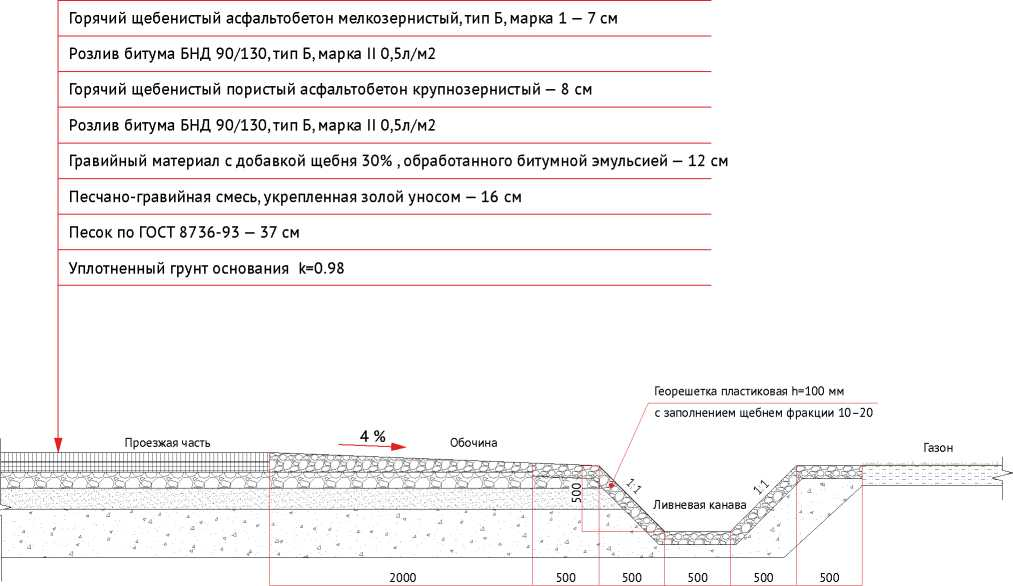 Горячий щебенистый асфальтобетон мелкозернистый, тип Б, марка 1 — 7 см
Розлив битума БНД 90/130, тип Б, марка II 0,5л/м2
Горячий щебенистый пористый асфальтобетон крупнозернистый — 8 см
Розлив битума БНД 90/130, тип Б, марка II 0,5л/м2
Гравийный материал с добавкой щебня 30% , обработанного битумной эмульсией — 12 см
Песчано-гравийная смесь, укрепленная золой уносом — 16 см
Песок по ГОСТ 8736-93 — 37 см
Уплотненный грунт основания k=0.98
Георешетка пластиковая h=100 мм
с заполнением щебнем фракции 10–20
Проезжая часть
4 %
Обочина
Газон
500
1:1
Ливневая канава
1:1
2000
500
500
500
500
500